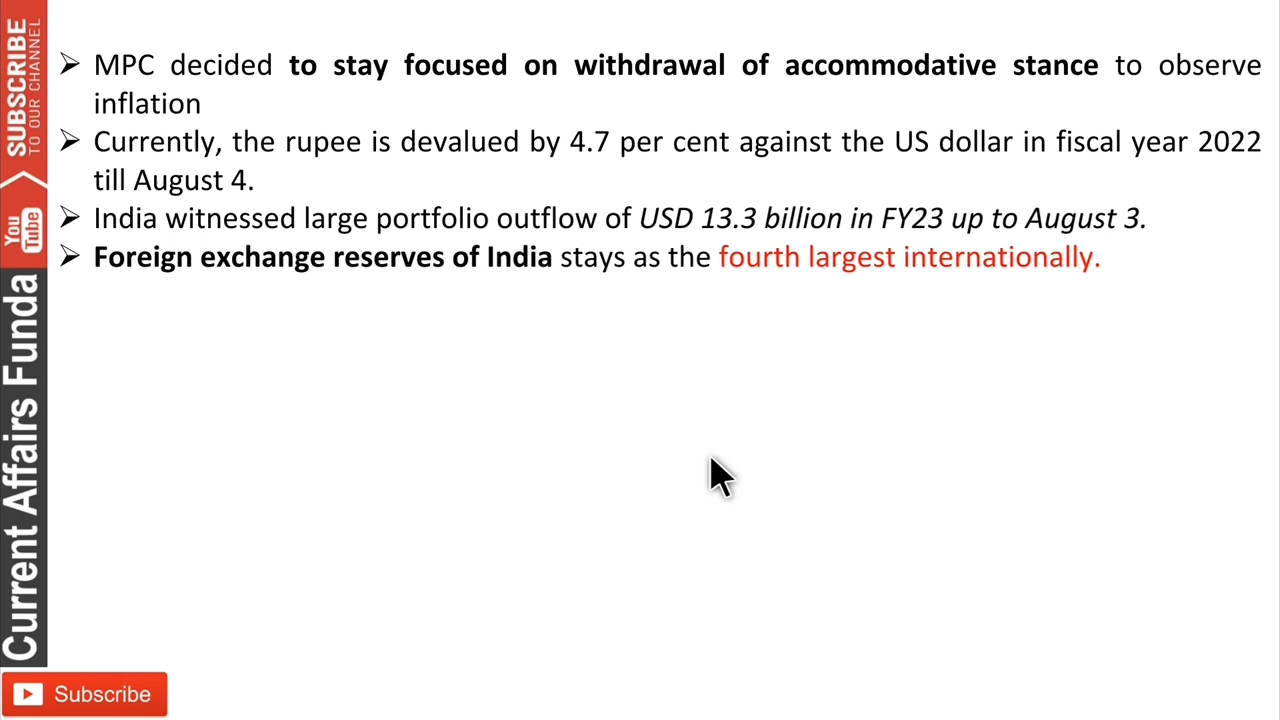 ➢ MPC decided to stay focused on withdrawal of accommodative stance to observe
inflation
➢ Currently, the rupee is devalued by 4.7 per cent against the US dollar in fiscal year 2022
till August 4.
➢ India witnessed large portfolio outflow of USD 13.3 billion in FY23 up to August 3.
➢ Foreign exchange reserves of India stays as the fourth largest internationally.
SUBSCRIBE
TO OUR CHANNEL
You
Tube
Current Affairs Funda
Subscribe